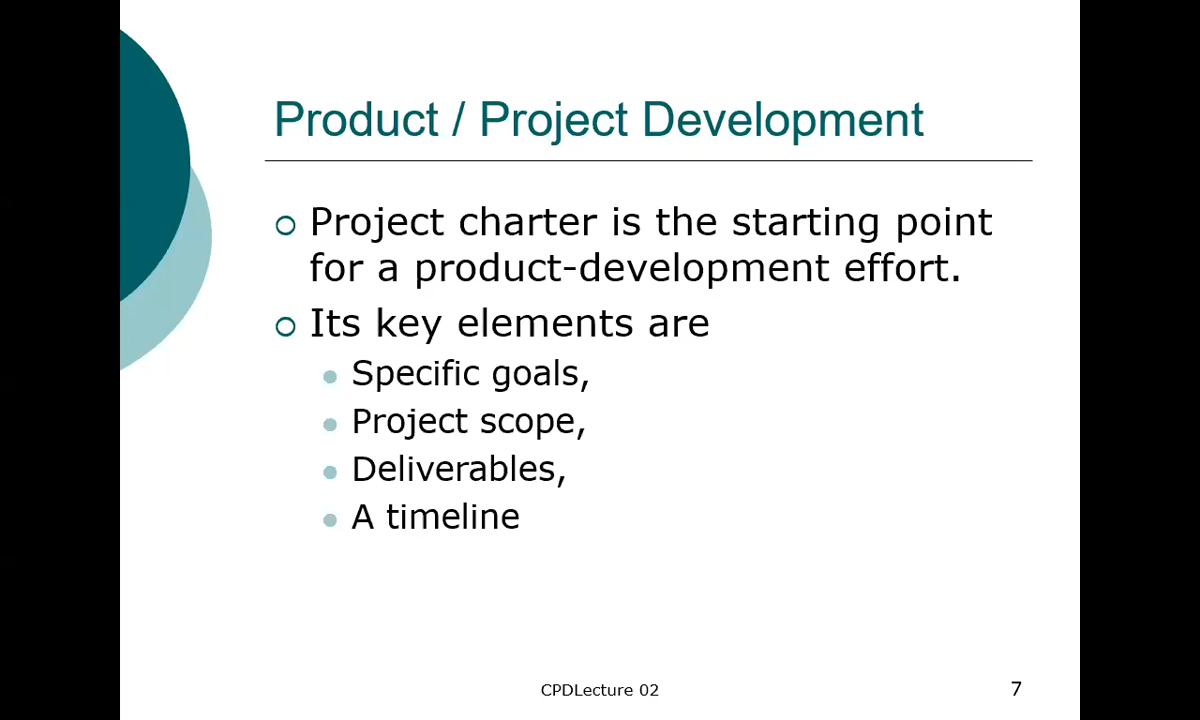 Product / Project Development
Project charter is the starting point
for a product-development effort.
Its key elements are
Specific goals,
Project scope,
Deliverables,
A timeline
CPDLecture 02
7